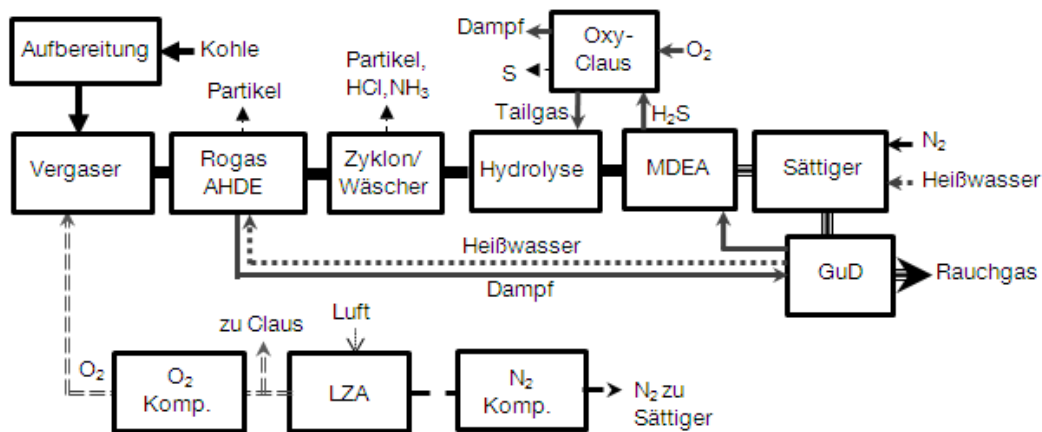 Aufbereitung
Kohle
Dampf
Oxy-
Claus
O₂
S
Partikel
Partikel,
HCl,NH₃
Tailgas
H₂S
Vergaser
Rogas
AHDE
Zyklon/
Wäscher
Hydrolyse
MDEA
Sättiger
N₂
Heißwasser
Heißwasser
Dampf
GuD
Rauchgas
zu Claus
Luft
O₂
O₂
Komp.
LZA
N₂
Komp.
N₂ zu
Sättiger